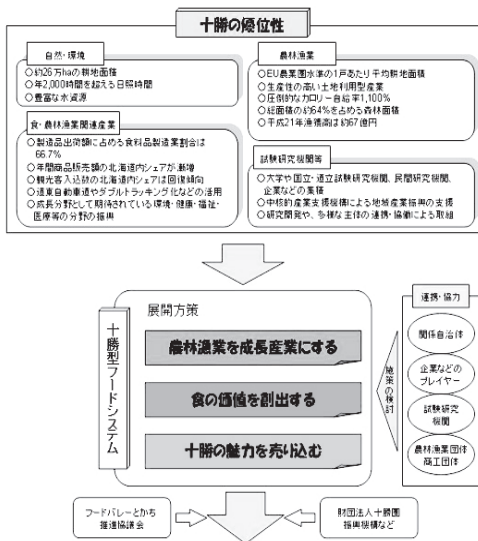 十勝の優位性
自然・環境
○約26万haの耕地面積
○年2,000時間を超える日照時間
○豊富な水資源
食・農林漁業関連産業
○製造品出荷額に占める食料品製造業割合は
66.7%
○年間商品販売額の北海道内シェアが漸増
○観光客入込数の北海道内シェアは回復傾向
○道東自動車道やダブルトラッキング化などの活用
○成長分野として期待されている環境・健康・福祉・
医療等の分野の振興
農林漁業
○EU農業国水準の1戸あたり平均耕地面積
○生産性の高い土地利用型産業
○圧倒的なカロリー自給率1,100%
○総面積の約64%を占める森林面積
○平成21年漁獲高は約67億円
試験研究機関等
○大学や国立・道立試験研究機関、民間研究機関、
企業などの集積
○中核的産業支援機構による地域産業振興の支援
○研究開発や、多様な主体の連携・協働による取組
十勝型フードシステム
展開方策
農林漁業を成長産業にする
食の価値を創出する
十勝の魅力を売り込む
施策の検討
連携・協力
関係自治体
企業などの
プレイヤー
試験研究
機関
農林漁業団体
商工団体
フードバレーとかち
推進協議会
財団法人十勝圏
振興機構など